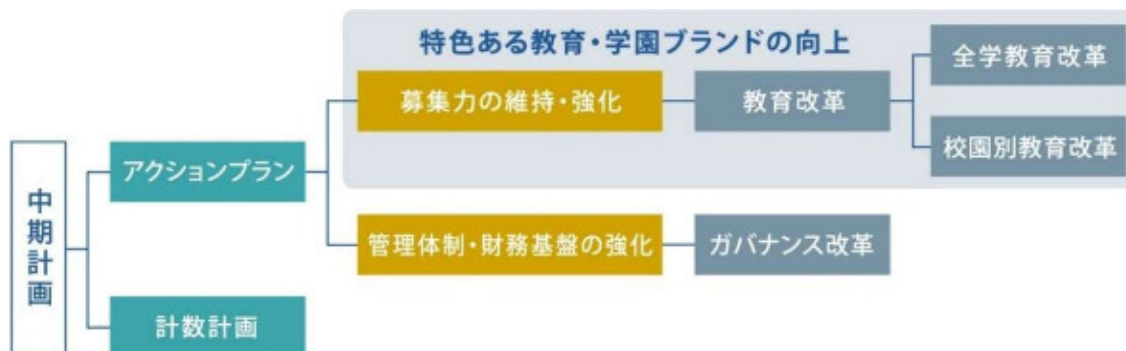 特色ある教育・学園ブランドの向上
全学教育改革
募集力の維持・強化
教育改革
校園別教育改革
アクションプラン
中期計画
管理体制・財務基盤の強化
ガバナンス改革
計数計画